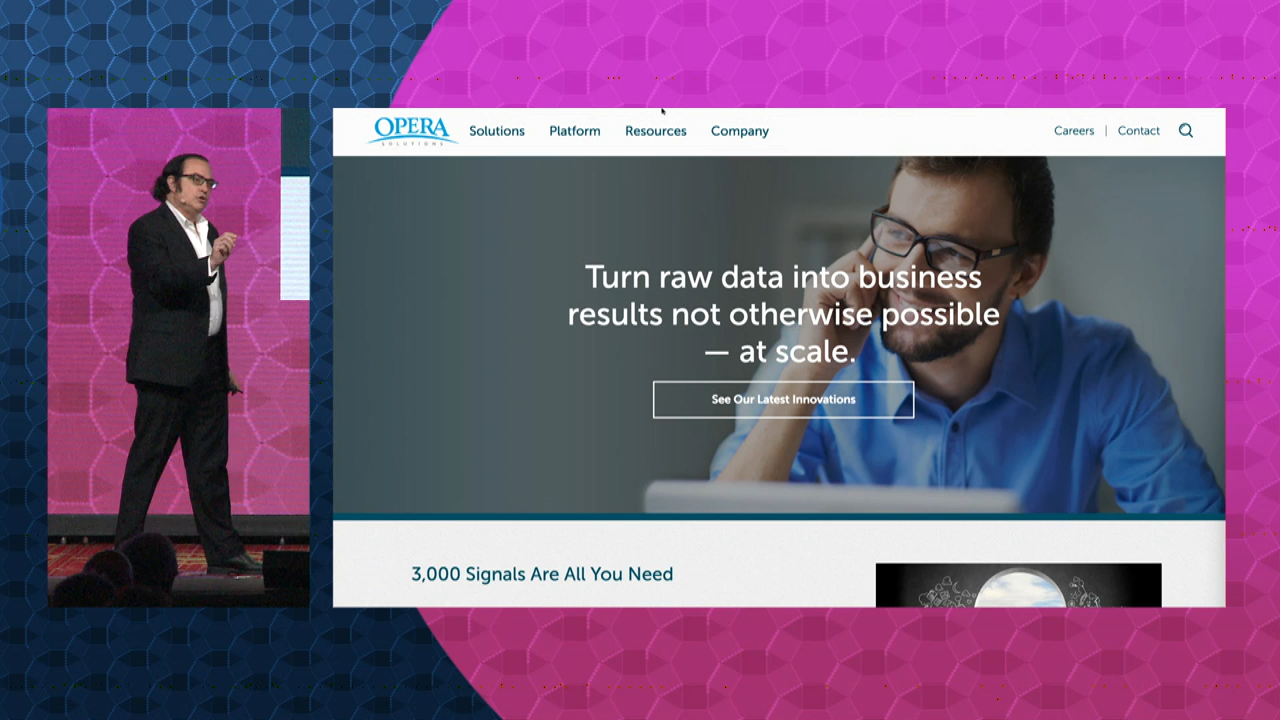 OPERA
SOLUTIONS
Solutions
Platform
Resources
Company
Careers | Contact
Turn raw data into business
results not otherwise possible
— at scale.
See Our Latest Innovations
3,000 Signals Are All You Need